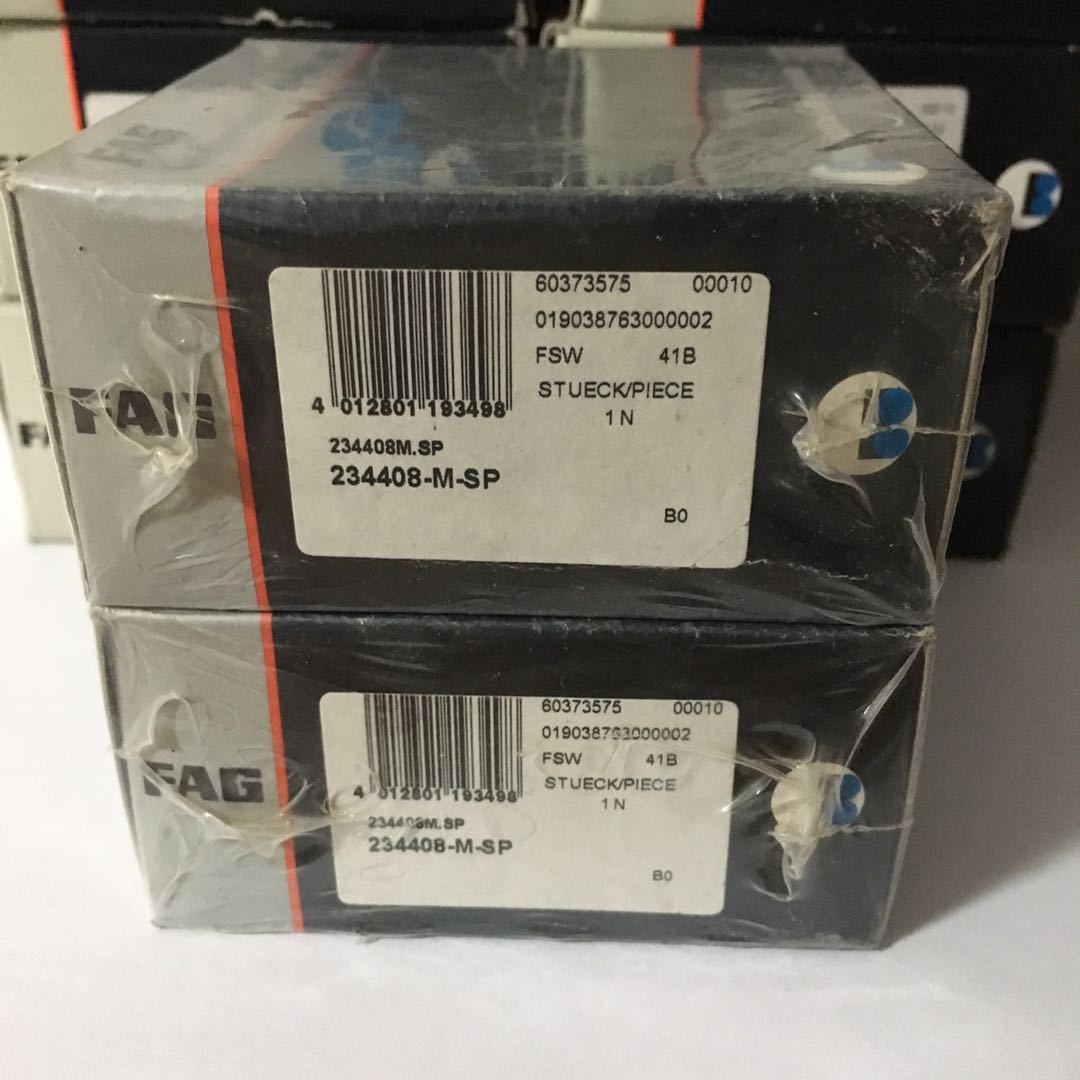 FAG
FAG
60373575 00010
019038763000002
FSW 41B
STUECK/PIECE
1 N
4 012801 193498
234408M.SP
234408-M-SP
B0
FAG
60373575 00010
019038763000002
FSW 41B
STUECK/PIECE
1 N
4 012801 193498
234408M.SP
234408-M-SP
B0